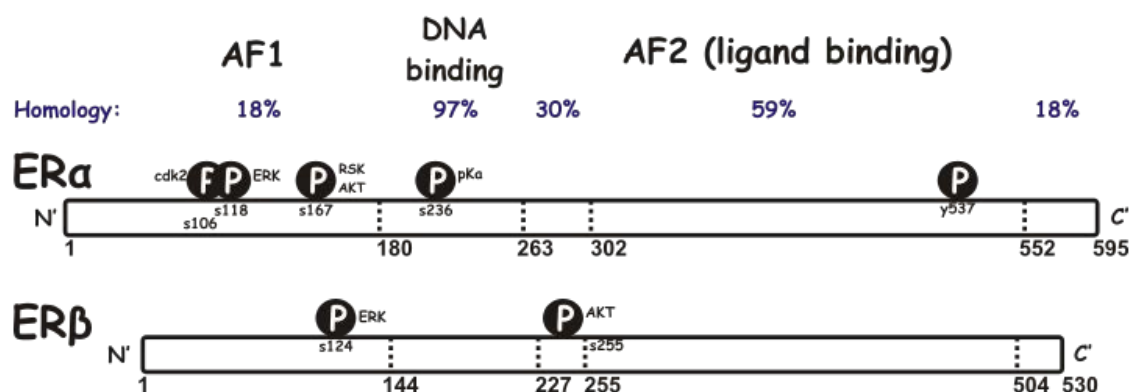 AF1
DNA
binding
AF2 (ligand binding)
Homology: 18% 97% 30% 59% 18%
ERα
cdk2 P P ERK P RSK
AKT P pKa P
N' s106 s118 s167 s236 y537 C'
1 180 263 302 552 595
ERβ
P ERK P AKT
N' s124 s255 C'
1 144 227 255 504 530